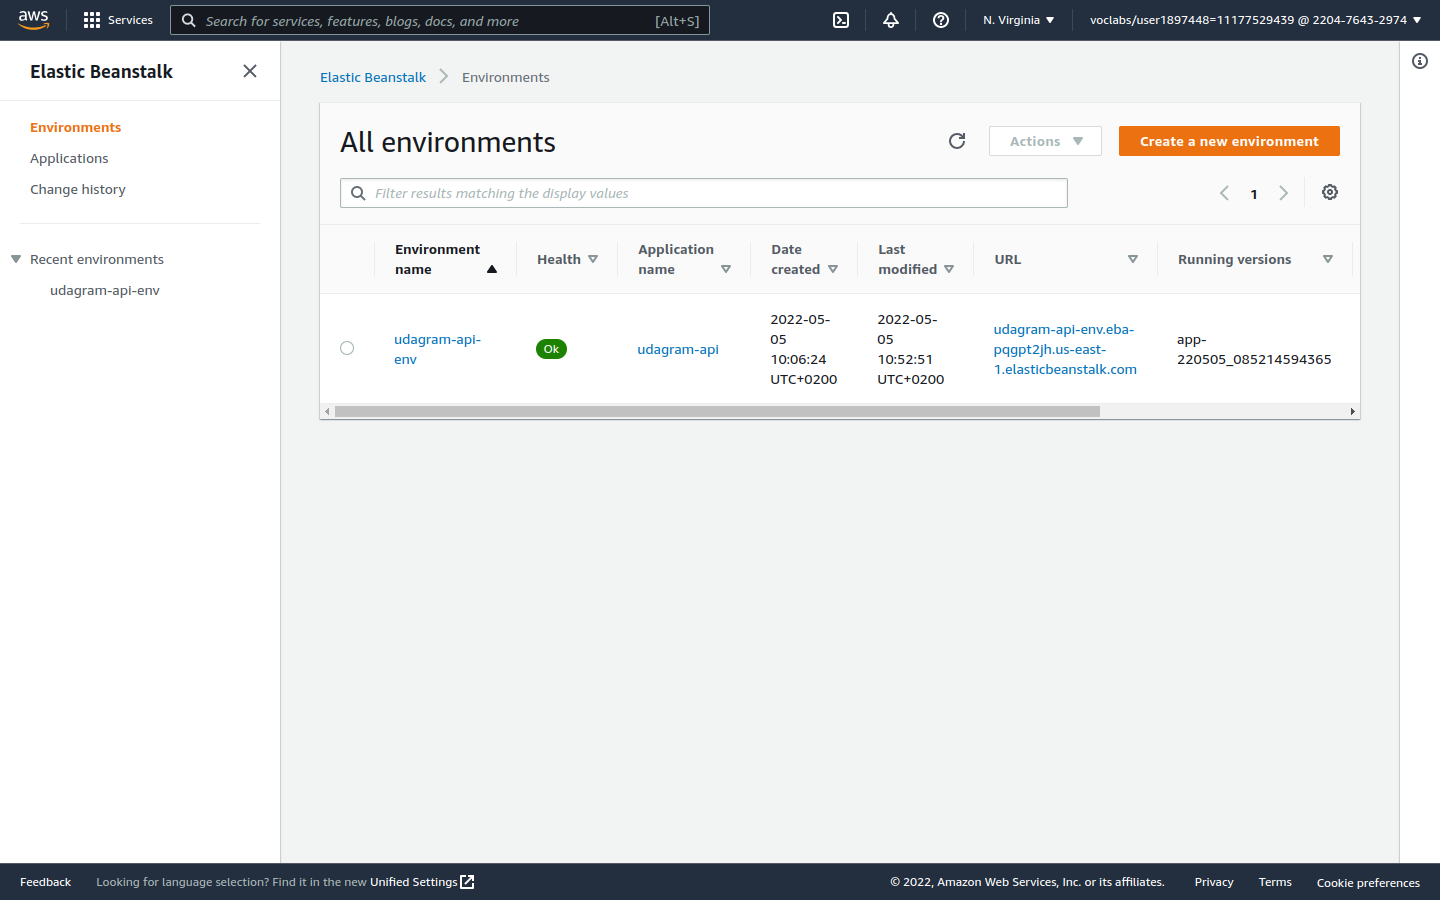 aws
Services
Search for services, features, blogs, docs, and more
[Alt+S]
N. Virginia
voclabs/user1897448=11177529439 @ 2204-7643-2974
Elastic Beanstalk
Environments
Applications
Change history
Recent environments
udagram-api-env
Elastic Beanstalk
Environments
All environments
Actions
Create a new environment
Filter results matching the display values
1
Environment
name
Health
Application
name
Date
created
Last
modified
URL
Running versions
udagram-api-
env
Ok
udagram-api
2022-05-
05
10:06:24
UTC+0200
2022-05-
05
10:52:51
UTC+0200
udagram-api-env.eba-
pqgpt2jh.us-east-
1.elasticbeanstalk.com
app-
220505_085214594365
Feedback
Looking for language selection? Find it in the new Unified Settings
© 2022, Amazon Web Services, Inc. or its affiliates.
Privacy
Terms
Cookie preferences